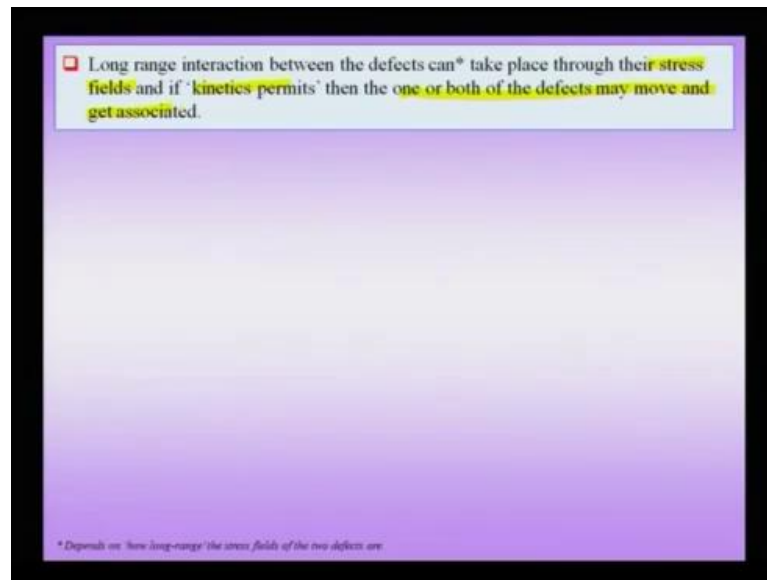 Long range interaction between the defects can* take place through their stress
fields and if ‘kinetics permits’ then the one or both of the defects may move and
get associated.
* Depends on ‘how long-range’ the stress fields of the two defects are